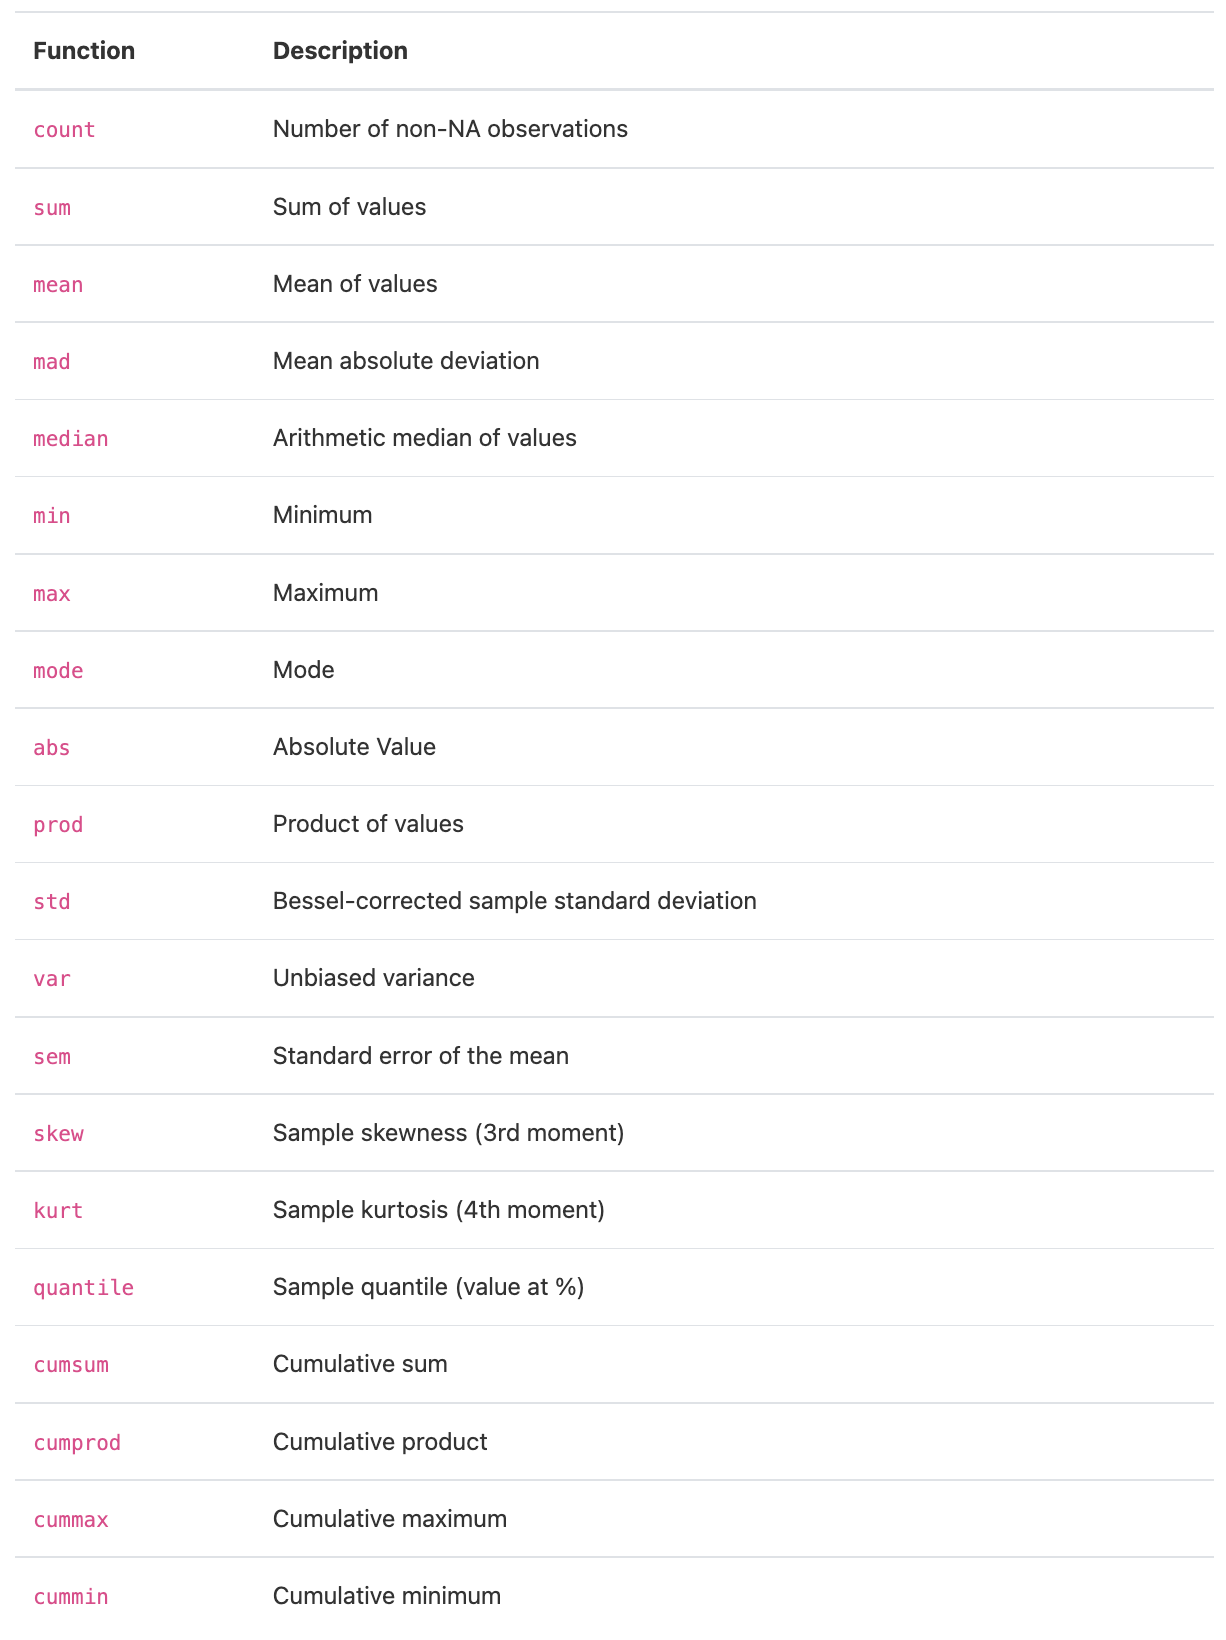 Function Description
count Number of non-NA observations
sum Sum of values
mean Mean of values
mad Mean absolute deviation
median Arithmetic median of values
min Minimum
max Maximum
mode Mode
abs Absolute Value
prod Product of values
std Bessel-corrected sample standard deviation
var Unbiased variance
sem Standard error of the mean
skew Sample skewness (3rd moment)
kurt Sample kurtosis (4th moment)
quantile Sample quantile (value at %)
cumsum Cumulative sum
cumprod Cumulative product
cummax Cumulative maximum
cummin Cumulative minimum